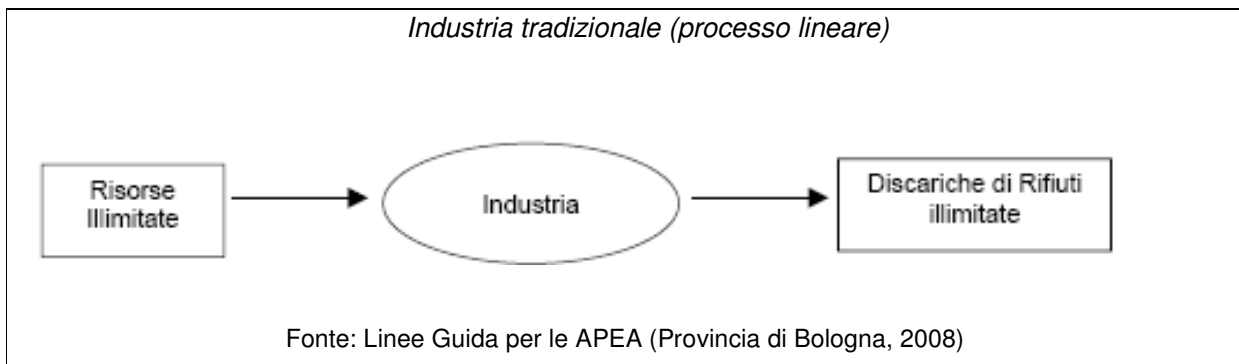 Industria tradizionale (processo lineare)
Risorse
Illimitate
Industria
Discariche di Rifiuti
illimitate
Fonte: Linee Guida per le APEA (Provincia di Bologna, 2008)